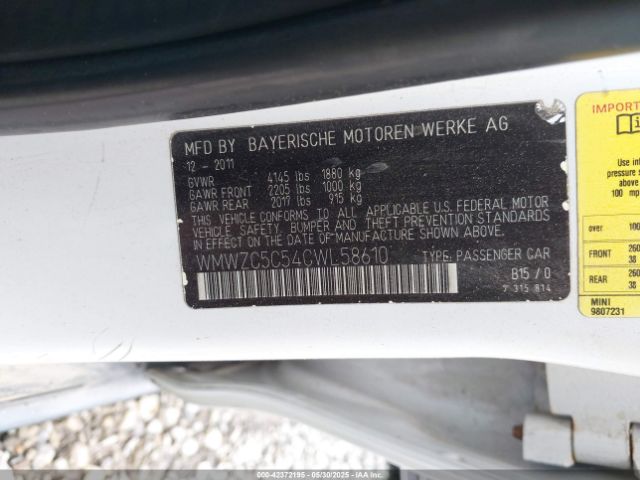 MFD BY BAYERISCHE MOTOREN WERKE AG
12 - 2011
GVWR 4145 lbs 1880 kg
GAWR FRONT 2205 lbs 1000 kg
GAWR REAR 2017 lbs 915 kg
THIS VEHICLE CONFORMS TO ALL APPLICABLE U.S. FEDERAL MOTOR
VEHICLE SAFETY, BUMPER AND THEFT PREVENTION STANDARDS
IN EFFECT ON THE DATE OF MANUFACTURE SHOWN ABOVE.
WMWZC5C54CWL58610 TYPE: PASSENGER CAR
B15 / 0
7 315 814
IMPORT
Use in
pressure s
above
100 mp
over 100
FRONT 260
38
REAR 260
38
MINI
9807231
000-42372195 - 05/30/2025 - IAA Inc.